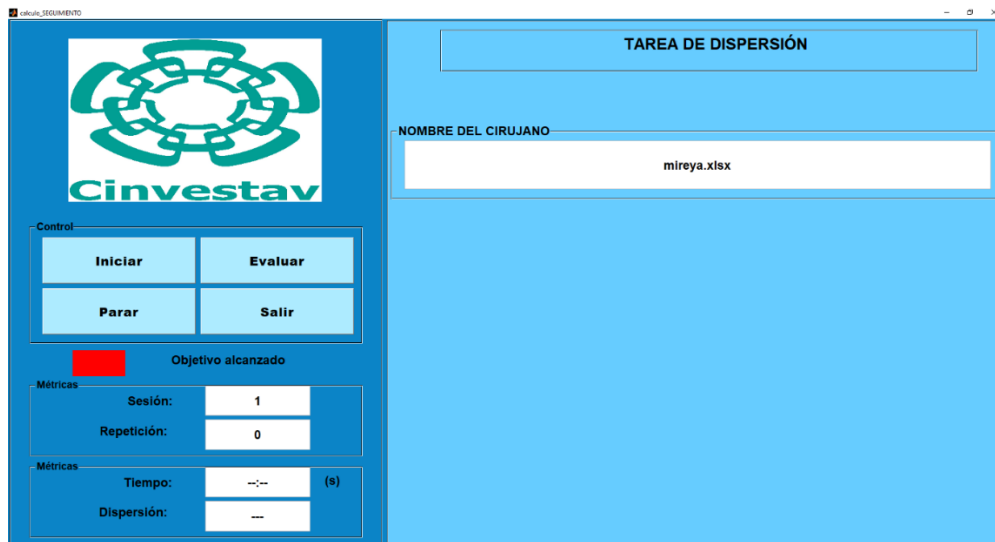 calcule_SEGUIMIENTO
Cinvestav
Control
Iniciar
Evaluar
Parar
Salir
Objetivo alcanzado
Métricas
Sesión: 1
Repetición: 0
Métricas
Tiempo: --:-- (s)
Dispersión: ---
TAREA DE DISPERSIÓN
NOMBRE DEL CIRUJANO
mireya.xlsx